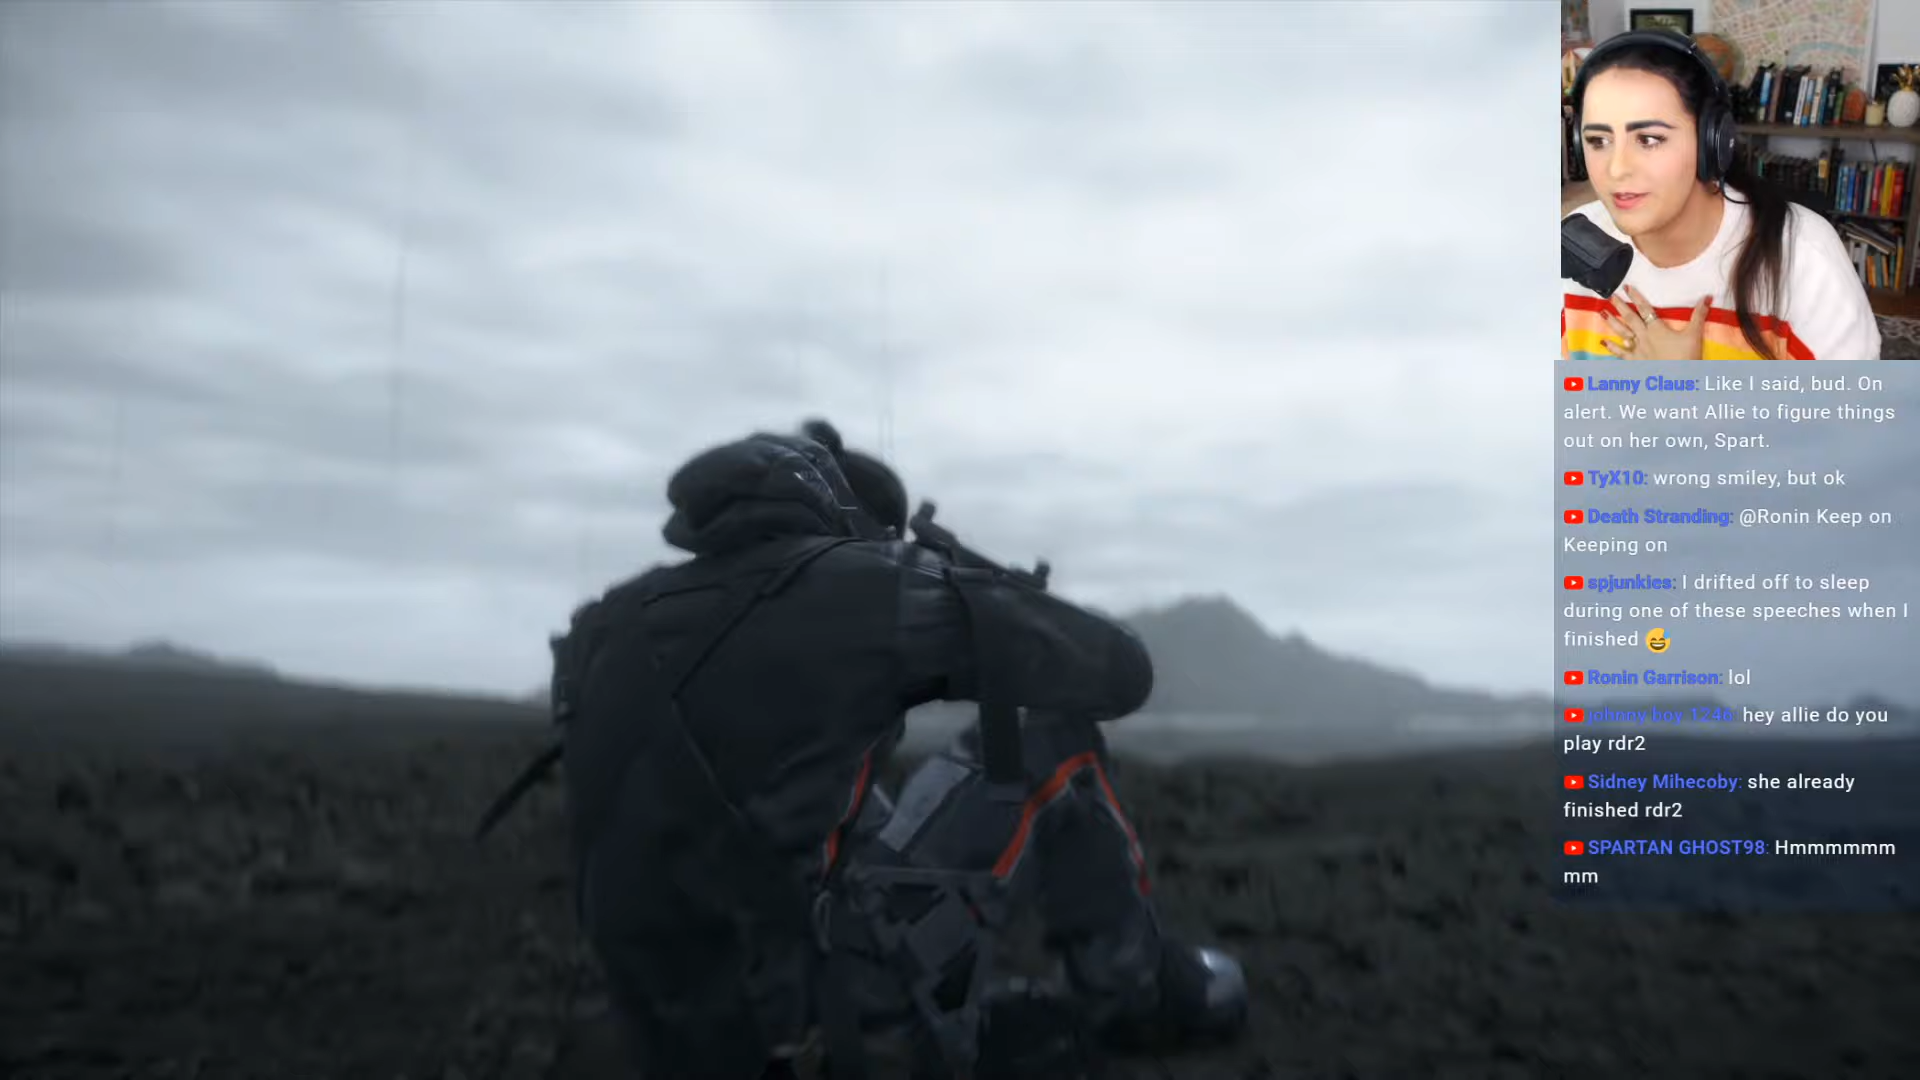 Lanny Claus: Like I said, bud. On
alert. We want Allie to figure things
out on her own, Spart.
TyX10: wrong smiley, but ok
Death Stranding: @Ronin Keep on
Keeping on
spjunkies: I drifted off to sleep
during one of these speeches when I
finished
Ronin Garrison: lol
johnny boy 1246: hey allie do you
play rdr2
Sidney Mihecoby: she already
finished rdr2
SPARTAN GHOST98: Hmmmmmm
mm